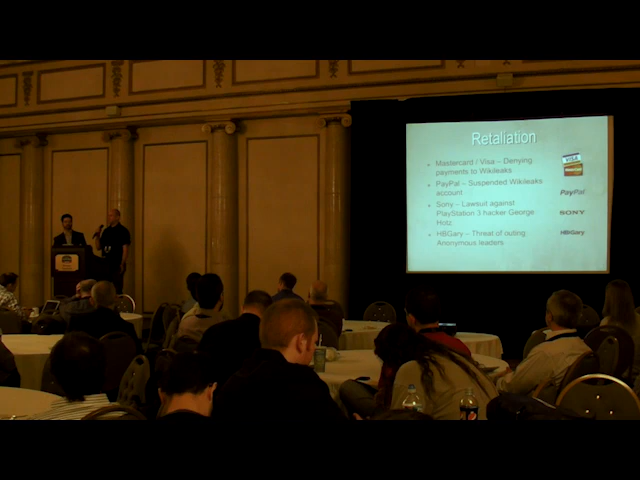 Retaliation
Mastercard / Visa – Denying
payments to Wikileaks
PayPal – Suspended Wikileaks
account
Sony – Lawsuit against
PlayStation 3 hacker George
Hotz
HBGary – Threat of outing
Anonymous leaders
VISA
PayPal
SONY
HBGary